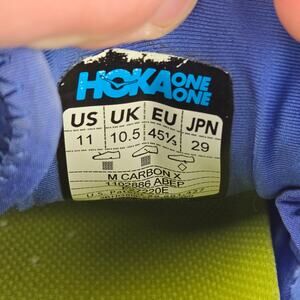 HOKA ONE ONE
US UK EU JPN
11 10.5 45⅓ 29
M CARBON X
1102886 ABEP